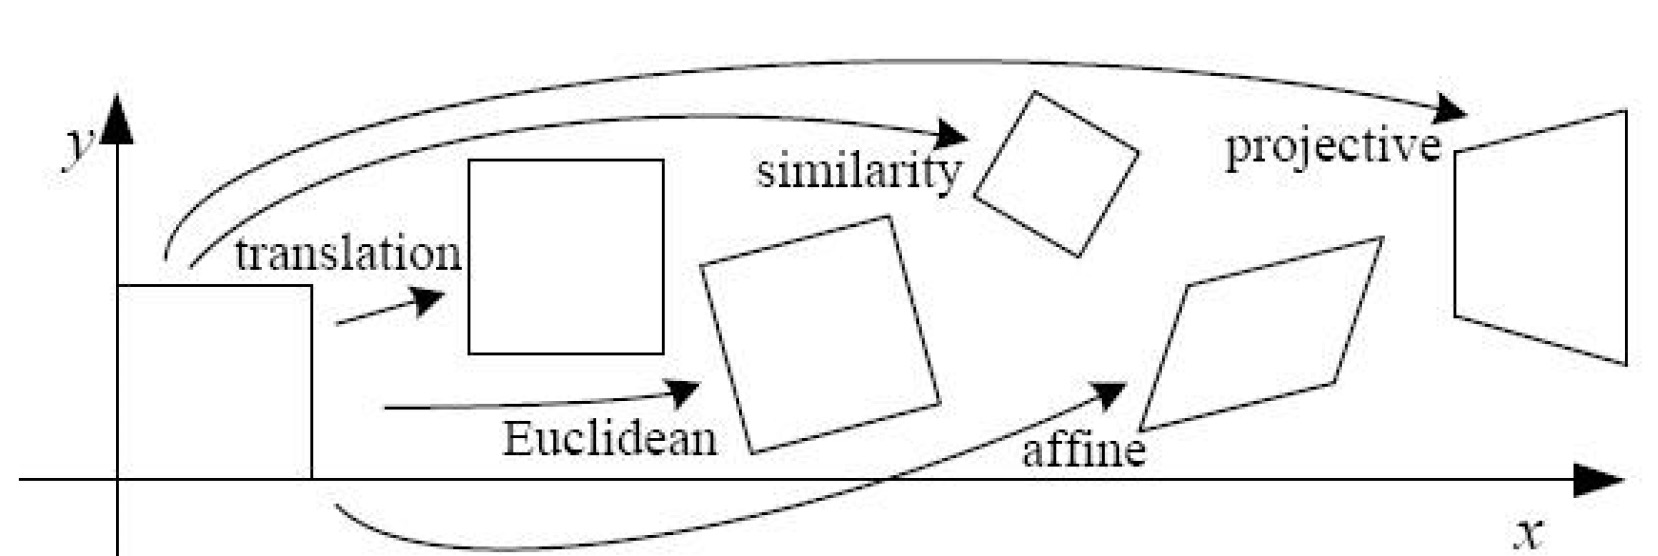 y
similarity
projective
translation
Euclidean
affine
x